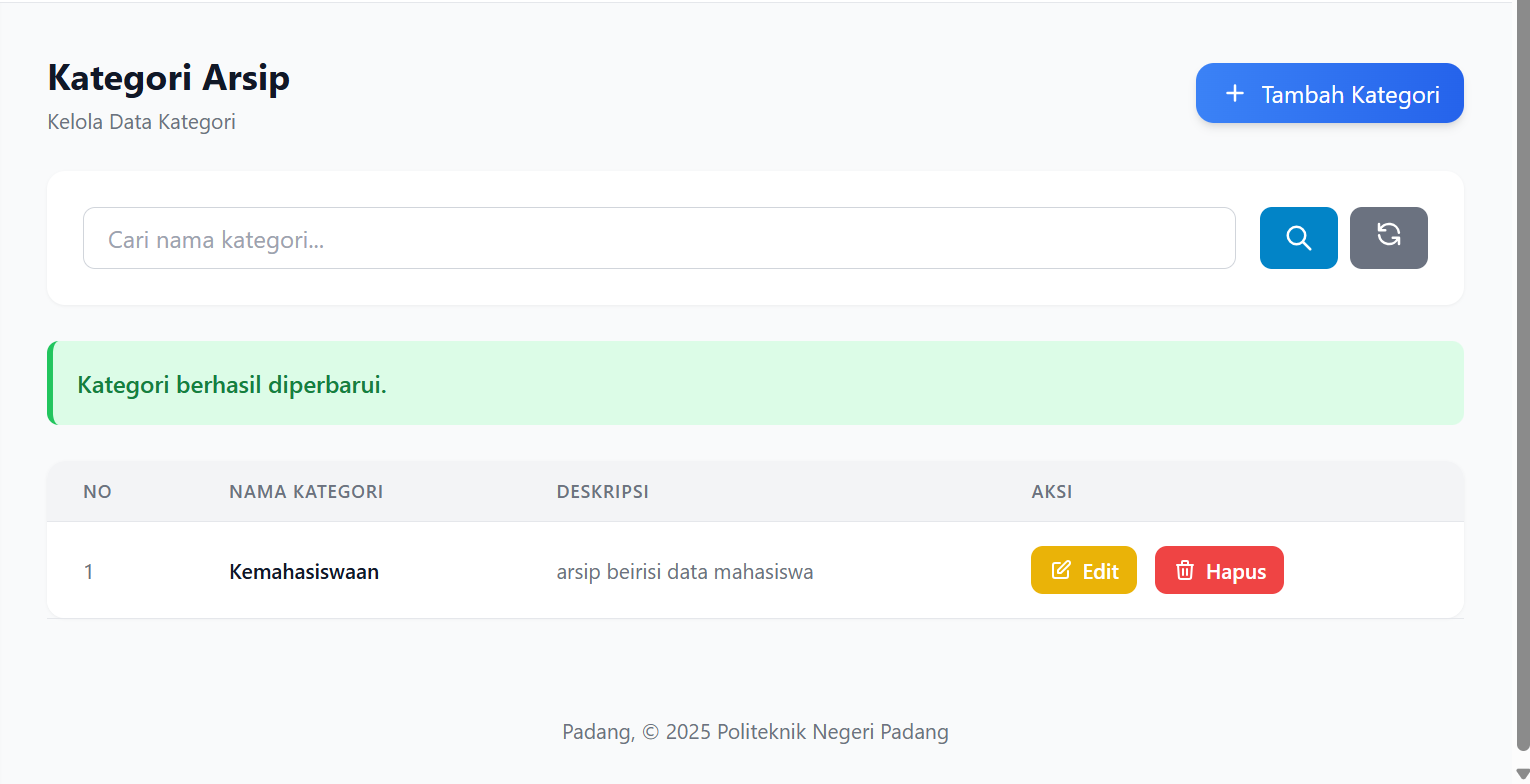 Kategori Arsip
Kelola Data Kategori
Tambah Kategori
Cari nama kategori...
Kategori berhasil diperbarui.
NO NAMA KATEGORI DESKRIPSI AKSI
1 Kemahasiswaan arsip beirisi data mahasiswa Edit Hapus
Padang, © 2025 Politeknik Negeri Padang